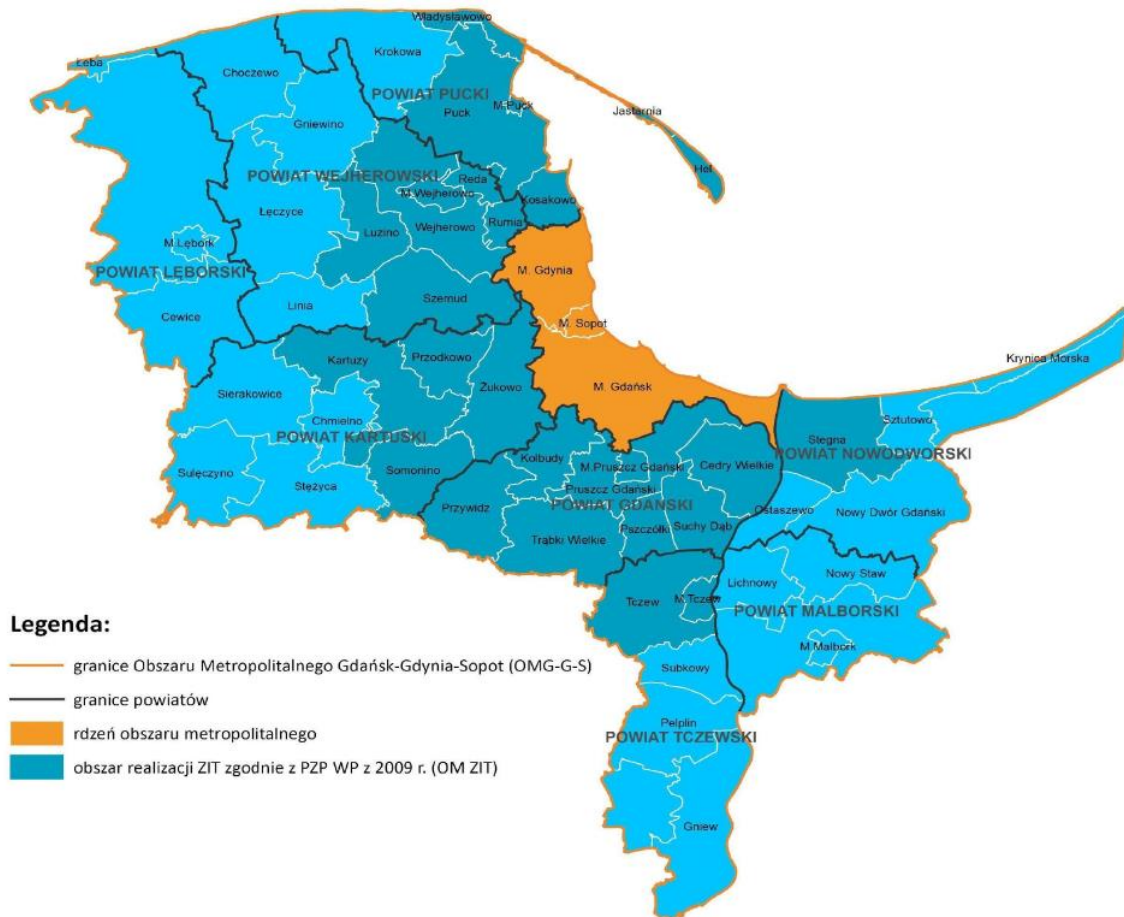 Władysławowo
Łeba
Choczewo
Krokowa
POWIAT PUCKI
Puck
M.Puck
Jastarnia
Hel
Gniewino
POWIAT WEJHEROWSKI
Reda
M.Wejherowo
Kosakowo
Łęczyce
Luzino
Wejherowo
Rumia
M.Lębork
POWIAT LĘBORSKI
M. Gdynia
Cewice
Linia
Szemud
M. Sopot
Kartuzy
Przodkowo
Żukowo
M. Gdańsk
Krynica Morska
Sierakowice
Chmielno
POWIAT KARTUSKI
Sztutowo
Stegna
POWIAT NOWODWORSKI
Sulęczyno
Stężyca
Somonino
Kolbudy
M.Pruszcz Gdański
Cedry Wielkie
Pruszcz Gdański
POWIAT GDAŃSKI
Przywidz
Ostaszewo
Nowy Dwór Gdański
Trąbki Wielkie
Pszczółki
Suchy Dąb
Lichnowy
Nowy Staw
Tczew
M.Tczew
POWIAT MALBORSKI
M.Malbork
Subkowy
Pelplin
POWIAT TCZEWSKI
Gniew
Legenda:
granice Obszaru Metropolitalnego Gdańsk-Gdynia-Sopot (OMG-G-S)
granice powiatów
rdzeń obszaru metropolitalnego
obszar realizacji ZIT zgodnie z PZP WP z 2009 r. (OM ZIT)